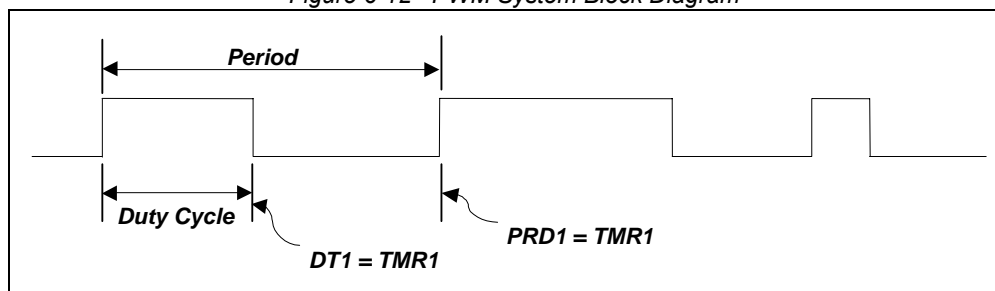 Figure 6-12 PWM System Block Diagram
Period
Duty Cycle
PRD1 = TMR1
DT1 = TMR1